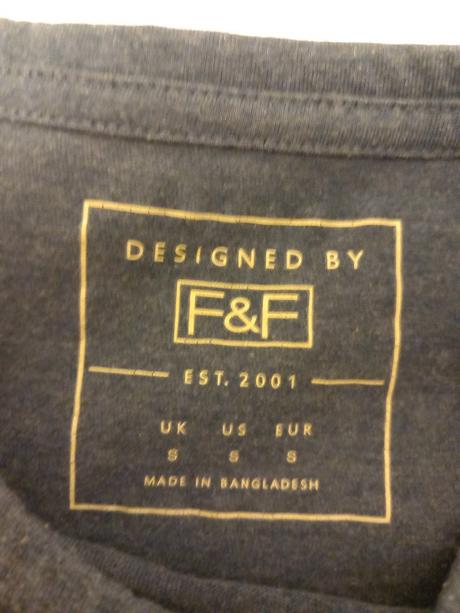 DESIGNED BY
F&F
EST. 2001
UK US EUR
S S S
MADE IN BANGLADESH